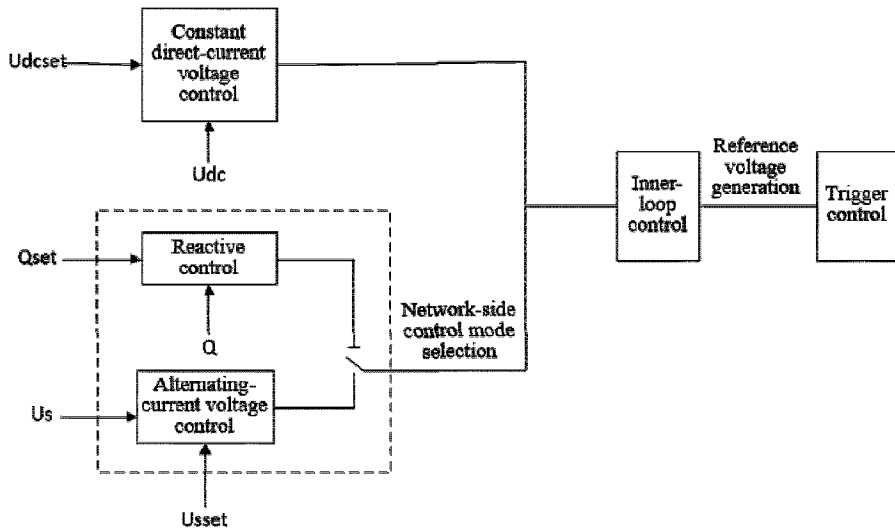 Constant
direct-current
voltage
control
Udcset
Udc
Reference
voltage
generation
Inner-
loop
control
Trigger
control
Qset
Reactive
control
Q
Network-side
control mode
selection
Us
Alternating-
current voltage
control
Usset